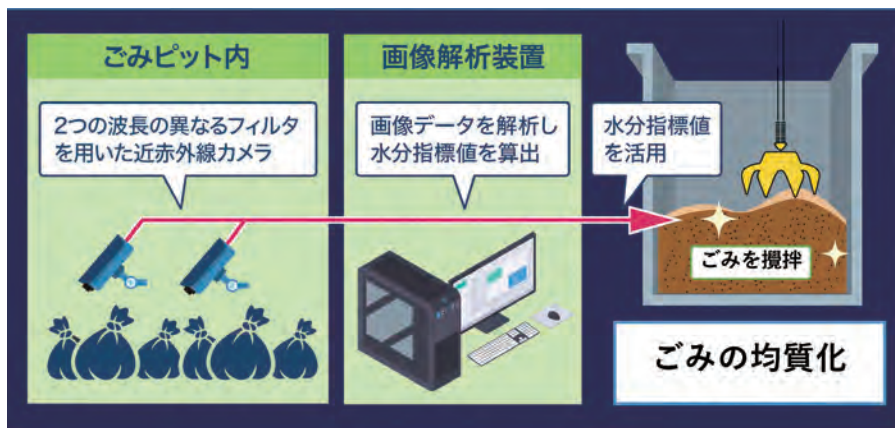 ごみピット内
2つの波長の異なるフィルタ
を用いた近赤外線カメラ
画像解析装置
画像データを解析し
水分指標値を算出
水分指標値
を活用
ごみを攪拌
ごみの均質化